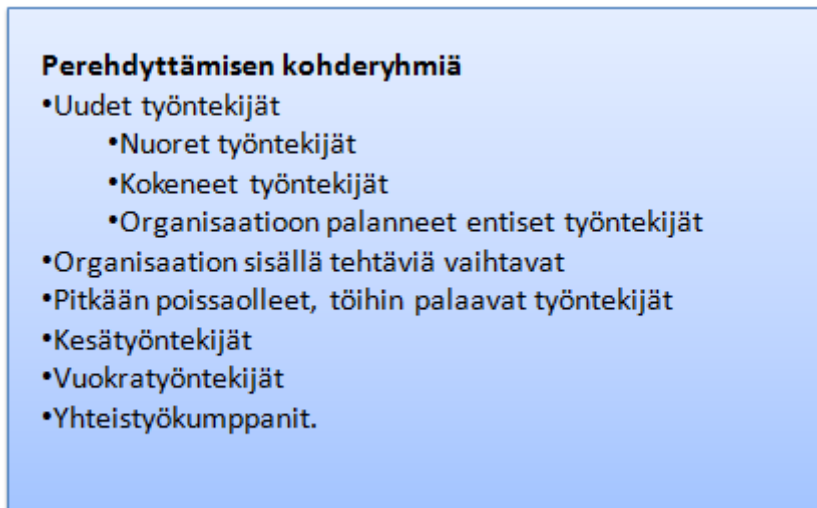 Perehdyttämisen kohderyhmiä
•Uudet työntekijät
•Nuoret työntekijät
•Kokeneet työntekijät
•Organisaatioon palanneet entiset työntekijät
•Organisaation sisällä tehtäviä vaihtavat
•Pitkään poissaolleet, töihin palaavat työntekijät
•Kesätyöntekijät
•Vuokratyöntekijät
•Yhteistyökumppanit.